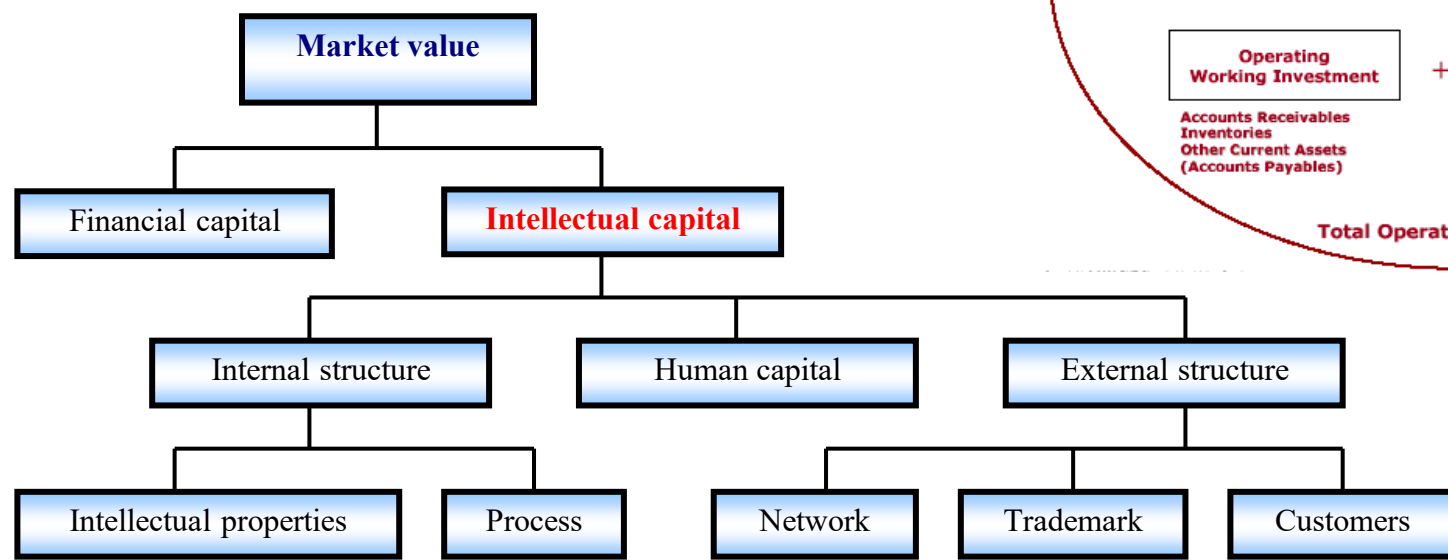 Market value
Financial capital
Intellectual capital
Internal structure
Human capital
External structure
Intellectual properties
Process
Network
Trademark
Customers
Operating
Working Investment
+
Accounts Receivables
Inventories
Other Current Assets
(Accounts Payables)
Total Operat